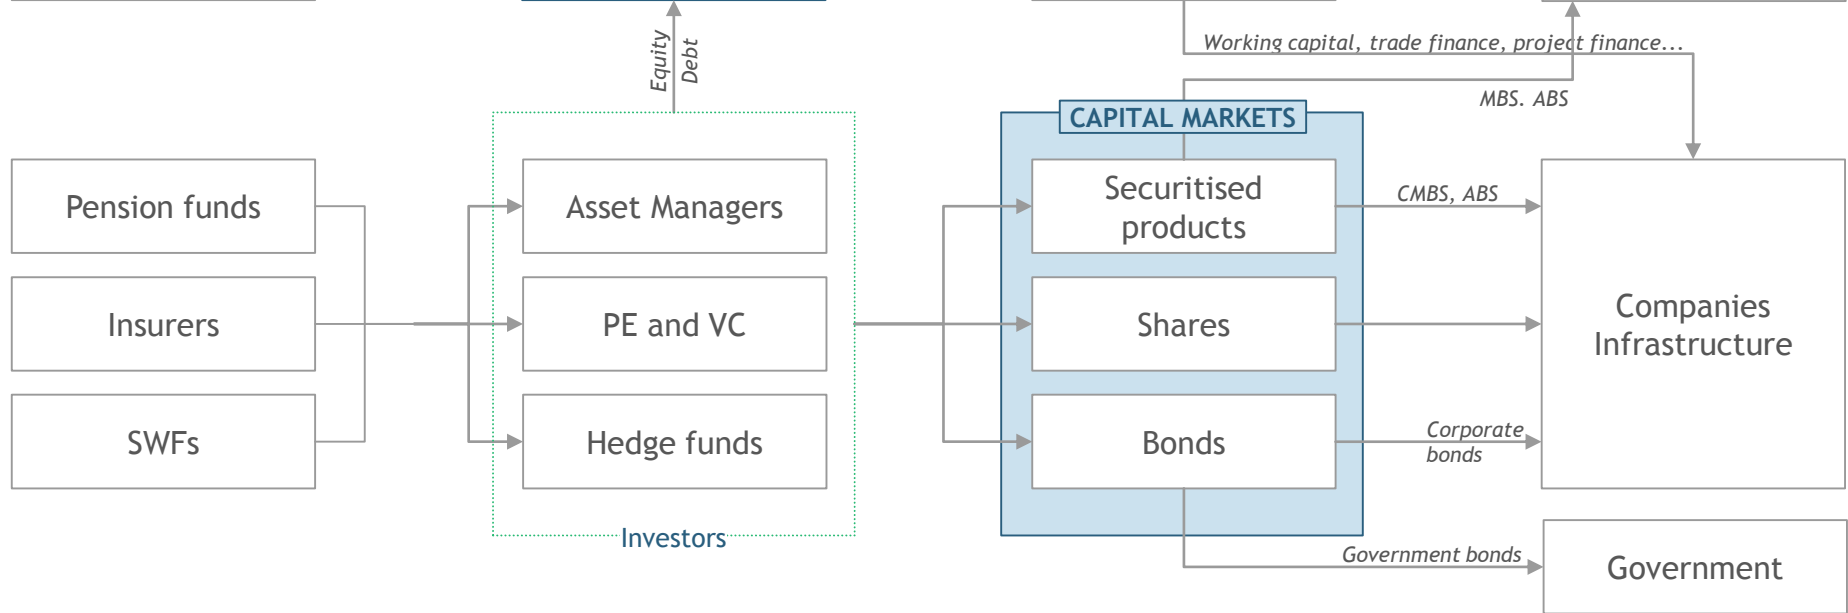 Equity
Debt
Working capital, trade finance, project finance...
MBS. ABS
CAPITAL MARKETS
Pension funds
Asset Managers
Securitised
products
CMBS, ABS
Insurers
PE and VC
Shares
Companies
Infrastructure
SWFs
Hedge funds
Bonds
Corporate
bonds
Investors
Government bonds
Government